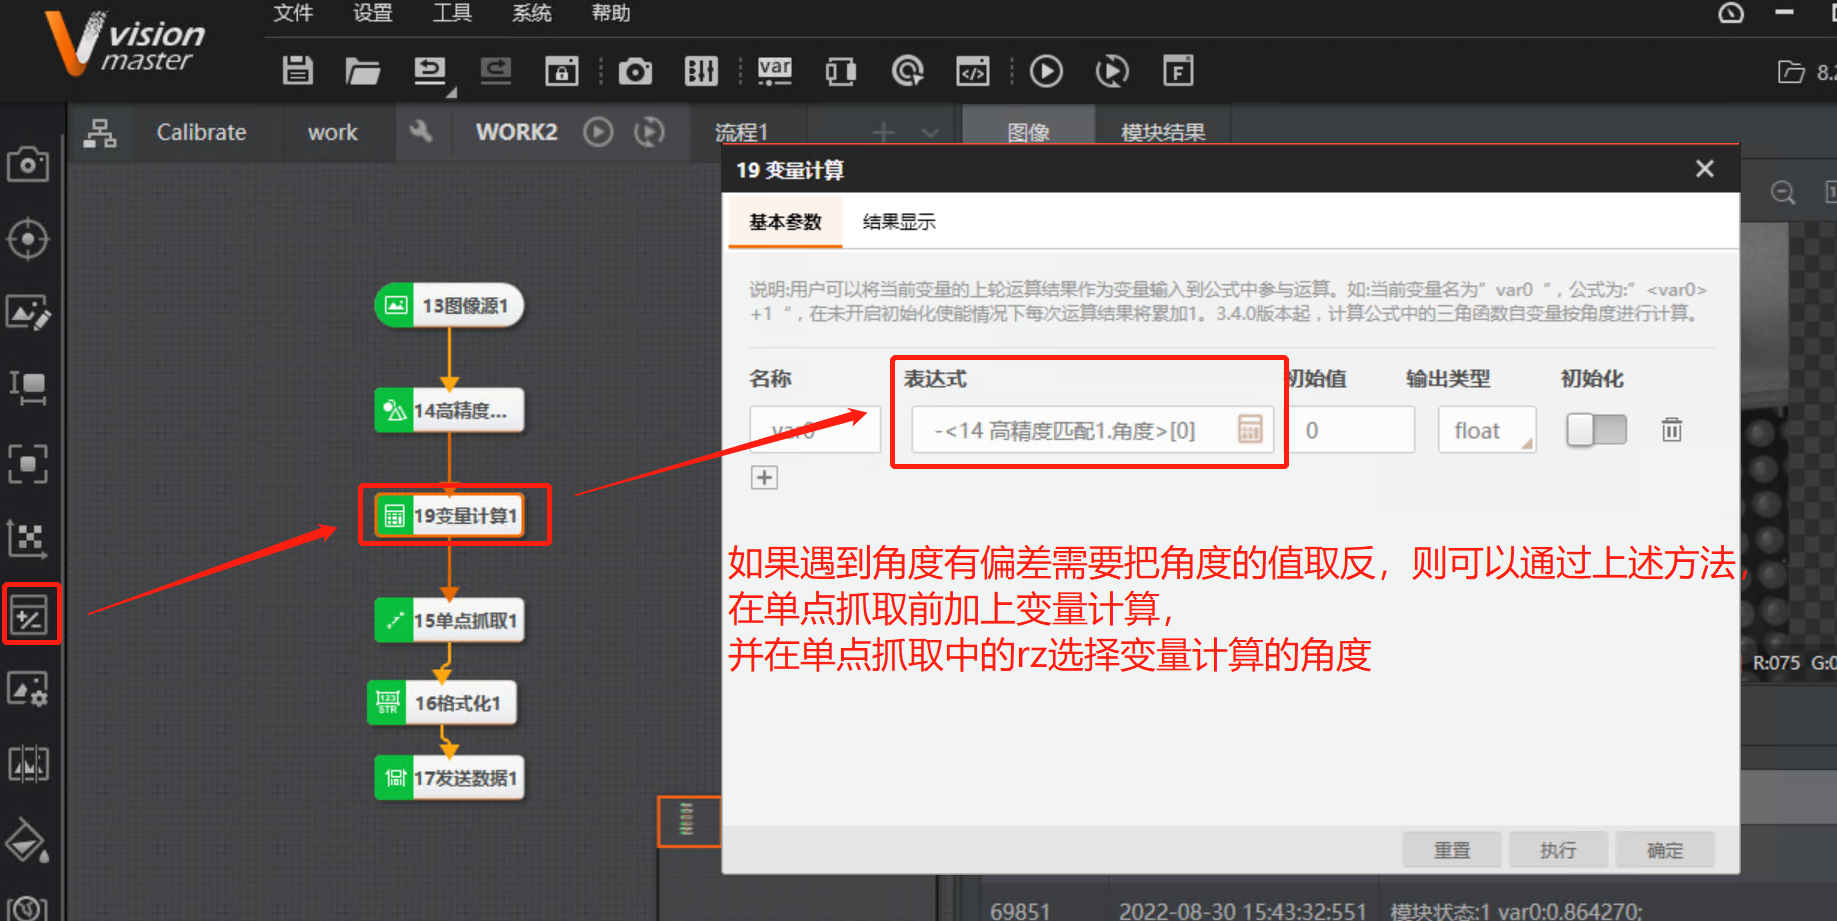 vision
master
文件 设置 工具 系统 帮助
var
F
8.2
Calibrate work WORK2 流程1 图像 模块结果
19 变量计算
基本参数 结果显示
说明:用户可以将当前变量的上轮运算结果作为变量输入到公式中参与运算。如:当前变量名为" var0 ", 公式为:" <var0>
+1 ", 在未开启初始化使能情况下每次运算结果将累加1。3.4.0版本起，计算公式中的三角函数自变量按角度进行计算。
名称 表达式 初始值 输出类型 初始化
var0 -<14 高精度匹配1.角度>[0] 0 float
13图像源1
14高精度...
19变量计算1
15单点抓取1
123
STR
16格式化1
17发送数据1
如果遇到角度有偏差需要把角度的值取反，则可以通过上述方法，
在单点抓取前加上变量计算，
并在单点抓取中的rz选择变量计算的角度
R:075 G:0
重置 执行 确定
69851 2022-08-30 15:43:32:551 模块状态:1 var0:0.864270;